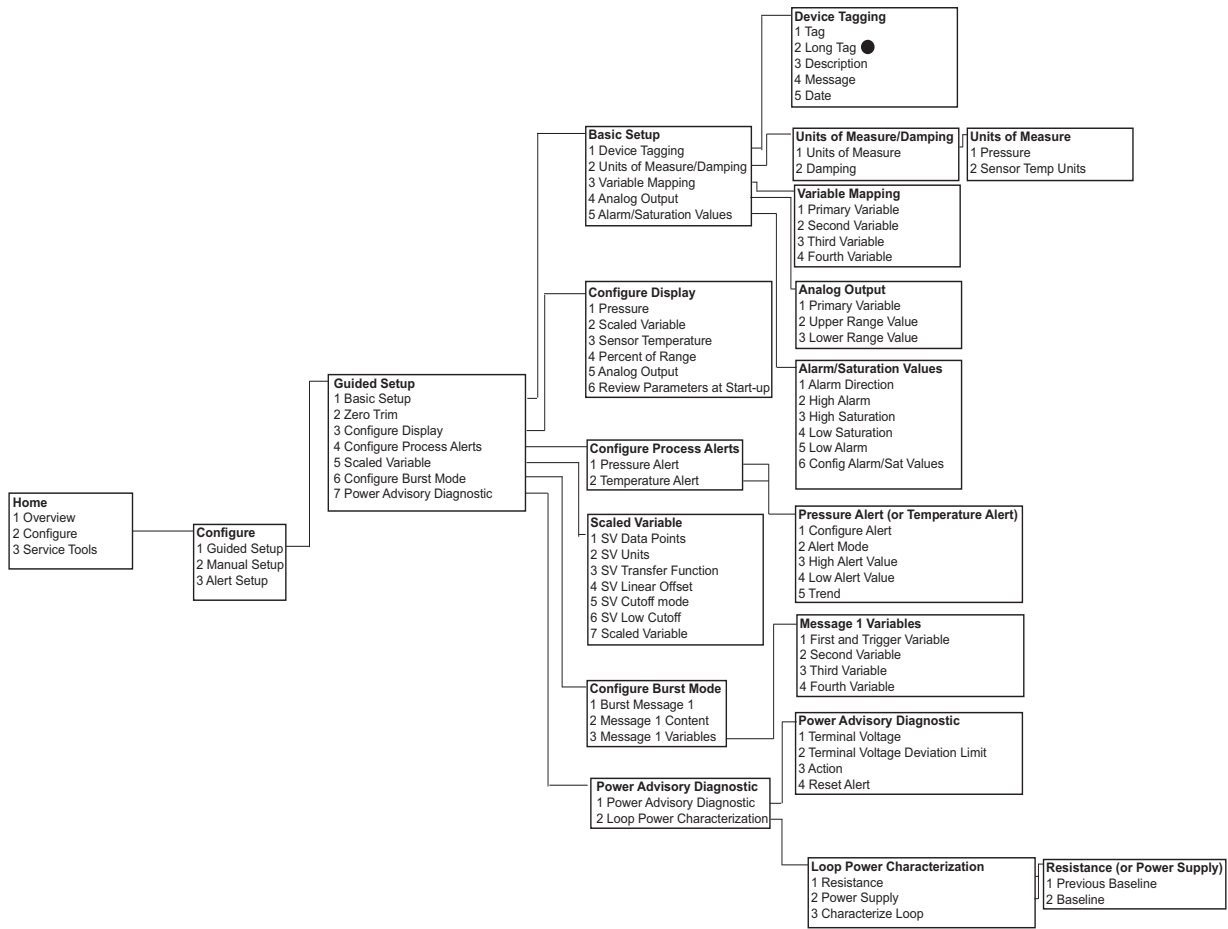 Home
1 Overview
2 Configure
3 Service Tools
Configure
1 Guided Setup
2 Manual Setup
3 Alert Setup
Guided Setup
1 Basic Setup
2 Zero Trim
3 Configure Display
4 Configure Process Alerts
5 Scaled Variable
6 Configure Burst Mode
7 Power Advisory Diagnostic
Basic Setup
1 Device Tagging
2 Units of Measure/Damping
3 Variable Mapping
4 Analog Output
5 Alarm/Saturation Values
Configure Display
1 Pressure
2 Scaled Variable
3 Sensor Temperature
4 Percent of Range
5 Analog Output
6 Review Parameters at Start-up
Configure Process Alerts
1 Pressure Alert
2 Temperature Alert
Scaled Variable
1 SV Data Points
2 SV Units
3 SV Transfer Function
4 SV Linear Offset
5 SV Cutoff mode
6 SV Low Cutoff
7 Scaled Variable
Configure Burst Mode
1 Burst Message 1
2 Message 1 Content
3 Message 1 Variables
Power Advisory Diagnostic
1 Power Advisory Diagnostic
2 Loop Power Characterization
Device Tagging
1 Tag
2 Long Tag
3 Description
4 Message
5 Date
Units of Measure/Damping
1 Units of Measure
2 Damping
Units of Measure
1 Pressure
2 Sensor Temp Units
Variable Mapping
1 Primary Variable
2 Second Variable
3 Third Variable
4 Fourth Variable
Analog Output
1 Primary Variable
2 Upper Range Value
3 Lower Range Value
Alarm/Saturation Values
1 Alarm Direction
2 High Alarm
3 High Saturation
4 Low Saturation
5 Low Alarm
6 Config Alarm/Sat Values
Pressure Alert (or Temperature Alert)
1 Configure Alert
2 Alert Mode
3 High Alert Value
4 Low Alert Value
5 Trend
Message 1 Variables
1 First and Trigger Variable
2 Second Variable
3 Third Variable
4 Fourth Variable
Power Advisory Diagnostic
1 Terminal Voltage
2 Terminal Voltage Deviation Limit
3 Action
4 Reset Alert
Loop Power Characterization
1 Resistance
2 Power Supply
3 Characterize Loop
Resistance (or Power Supply)
1 Previous Baseline
2 Baseline